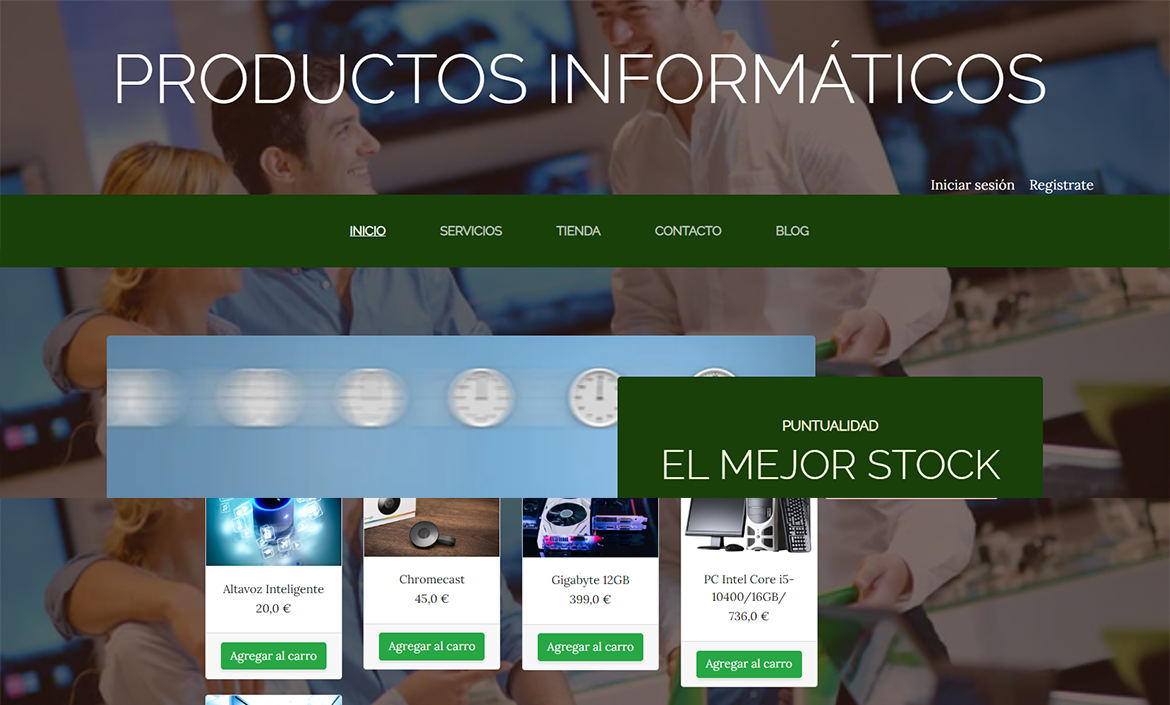 PRODUCTOS INFORMÁTICOS
Iniciar sesión Registrate
INICIO SERVICIOS TIENDA CONTACTO BLOG
PUNTUALIDAD
EL MEJOR STOCK
Altavoz Inteligente
20,0 €
Agregar al carro
Chromecast
45,0 €
Agregar al carro
Gigabyte 12GB
399,0 €
Agregar al carro
PC Intel Core i5-
10400/16GB/
736,0 €
Agregar al carro